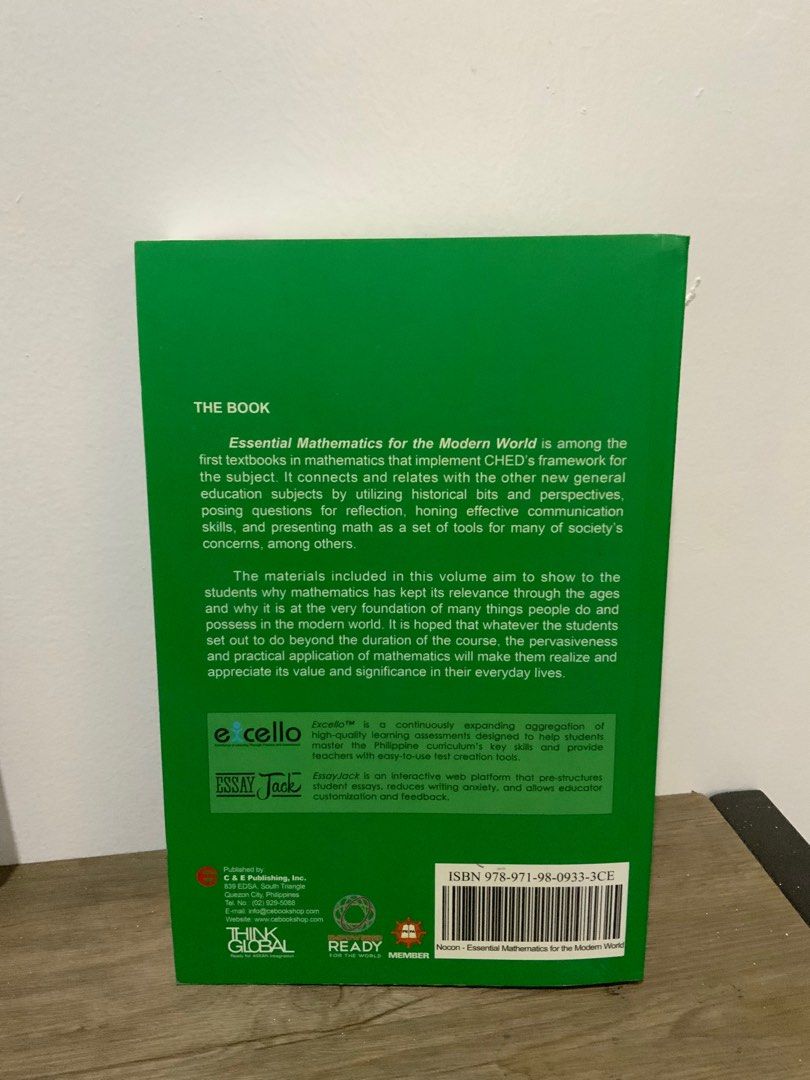 THE BOOK
Essential Mathematics for the Modern World is among the
first textbooks in mathematics that implement CHED's framework for
the subject. It connects and relates with the other new general
education subjects by utilizing historical bits and perspectives,
posing questions for reflection, honing effective communication
skills, and presenting math as a set of tools for many of society's
concerns, among others.
The materials included in this volume aim to show to the
students why mathematics has kept its relevance through the ages
and why it is at the very foundation of many things people do and
possess in the modern world. It is hoped that whatever the students
set out to do beyond the duration of the course, the pervasiveness
and practical application of mathematics will make them realize and
appreciate its value and significance in their everyday lives.
excello
Excello™ is a continuously expanding aggregation of
high-quality learning assessments designed to help students
master the Philippine curriculum's key skills and provide
teachers with easy-to-use test creation tools.
ESSAY Jack
EssayJack is an interactive web platform that pre-structures
student essays, reduces writing anxiety, and allows educator
customization and feedback.
Published by
C & E Publishing, Inc.
839 EDSA, South Triangle
Quezon City, Philippines
Tel. No.: (02) 929-5088
E-mail: info@cebookshop.com
Website: www.cebookshop.com
THINK
GLOBAL
Ready for ASEAN Integration
READY
FOR THE WORLD
MEMBER
ISBN 978-971-98-0933-3CE
Nocon - Essential Mathematics for the Modern World